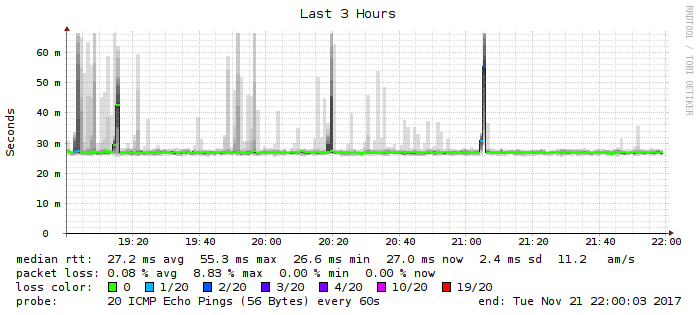 Last 3 Hours
RRDTOOL / TOBI OETIKER
Seconds
60 m
50 m
40 m
30 m
20 m
10 m
0
19:20 19:40 20:00 20:20 20:40 21:00 21:20 21:40 22:00
median rtt: 27.2 ms avg 55.3 ms max 26.6 ms min 27.0 ms now 2.4 ms sd 11.2 am/s
packet loss: 0.08 % avg 8.83 % max 0.00 % min 0.00 % now
loss color: 0 1/20 2/20 3/20 4/20 10/20 19/20
probe: 20 ICMP Echo Pings (56 Bytes) every 60s end: Tue Nov 21 22:00:03 2017